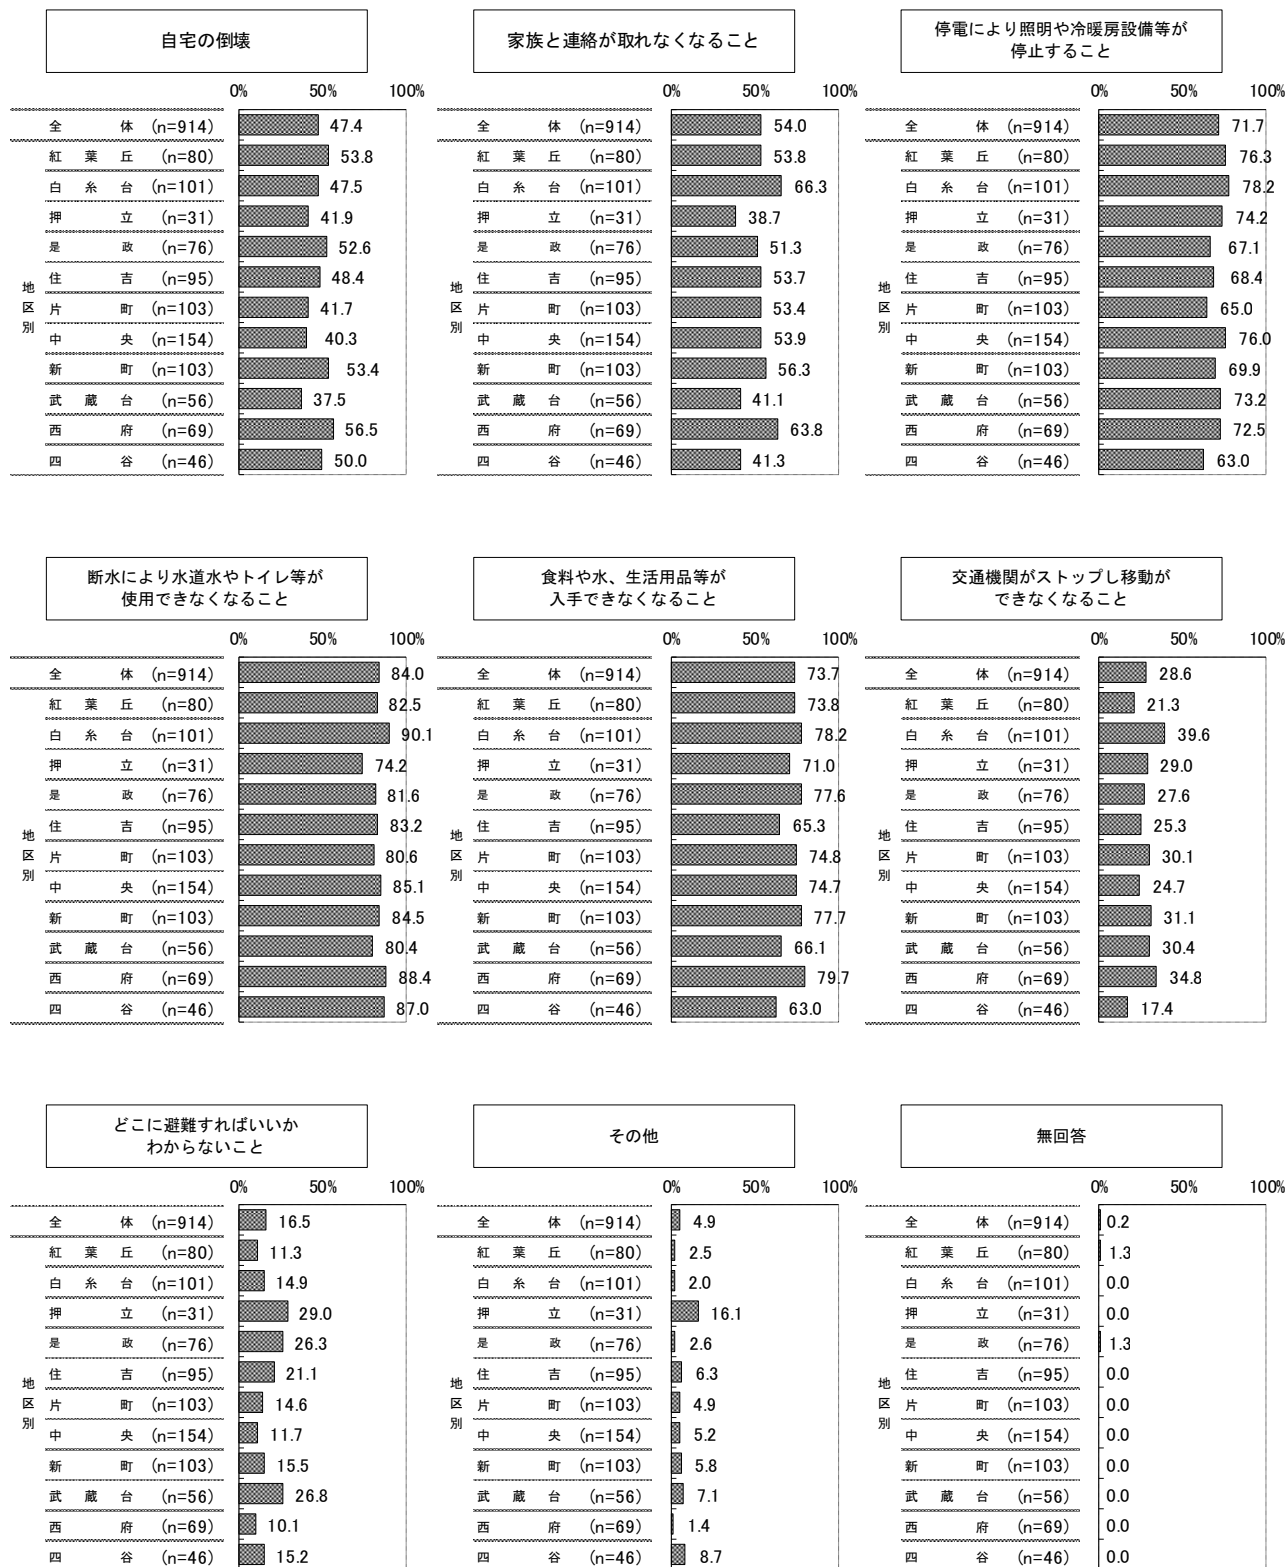 自宅の倒壊
0% 50% 100%
全体 (n=914) 47.4
地区別
紅葉丘 (n=80) 53.8
白糸台 (n=101) 47.5
押立 (n=31) 41.9
是政 (n=76) 52.6
住吉 (n=95) 48.4
片町 (n=103) 41.7
中央 (n=154) 40.3
新町 (n=103) 53.4
武蔵台 (n=56) 37.5
西府 (n=69) 56.5
四谷 (n=46) 50.0
家族と連絡が取れなくなること
0% 50% 100%
全体 (n=914) 54.0
地区別
紅葉丘 (n=80) 53.8
白糸台 (n=101) 66.3
押立 (n=31) 38.7
是政 (n=76) 51.3
住吉 (n=95) 53.7
片町 (n=103) 53.4
中央 (n=154) 53.9
新町 (n=103) 56.3
武蔵台 (n=56) 41.1
西府 (n=69) 63.8
四谷 (n=46) 41.3
停電により照明や冷暖房設備等が
停止すること
0% 50% 100%
全体 (n=914) 71.7
地区別
紅葉丘 (n=80) 76.3
白糸台 (n=101) 78.2
押立 (n=31) 74.2
是政 (n=76) 67.1
住吉 (n=95) 68.4
片町 (n=103) 65.0
中央 (n=154) 76.0
新町 (n=103) 69.9
武蔵台 (n=56) 73.2
西府 (n=69) 72.5
四谷 (n=46) 63.0
断水により水道水やトイレ等が
使用できなくなること
0% 50% 100%
全体 (n=914) 84.0
地区別
紅葉丘 (n=80) 82.5
白糸台 (n=101) 90.1
押立 (n=31) 74.2
是政 (n=76) 81.6
住吉 (n=95) 83.2
片町 (n=103) 80.6
中央 (n=154) 85.1
新町 (n=103) 84.5
武蔵台 (n=56) 80.4
西府 (n=69) 88.4
四谷 (n=46) 87.0
食料や水、生活用品等が
入手できなくなること
0% 50% 100%
全体 (n=914) 73.7
地区別
紅葉丘 (n=80) 73.8
白糸台 (n=101) 78.2
押立 (n=31) 71.0
是政 (n=76) 77.6
住吉 (n=95) 65.3
片町 (n=103) 74.8
中央 (n=154) 74.7
新町 (n=103) 77.7
武蔵台 (n=56) 66.1
西府 (n=69) 79.7
四谷 (n=46) 63.0
交通機関がストップし移動が
できなくなること
0% 50% 100%
全体 (n=914) 28.6
地区別
紅葉丘 (n=80) 21.3
白糸台 (n=101) 39.6
押立 (n=31) 29.0
是政 (n=76) 27.6
住吉 (n=95) 25.3
片町 (n=103) 30.1
中央 (n=154) 24.7
新町 (n=103) 31.1
武蔵台 (n=56) 30.4
西府 (n=69) 34.8
四谷 (n=46) 17.4
どこに避難すればいいか
わからないこと
0% 50% 100%
全体 (n=914) 16.5
地区別
紅葉丘 (n=80) 11.3
白糸台 (n=101) 14.9
押立 (n=31) 29.0
是政 (n=76) 26.3
住吉 (n=95) 21.1
片町 (n=103) 14.6
中央 (n=154) 11.7
新町 (n=103) 15.5
武蔵台 (n=56) 26.8
西府 (n=69) 10.1
四谷 (n=46) 15.2
その他
0% 50% 100%
全体 (n=914) 4.9
地区別
紅葉丘 (n=80) 2.5
白糸台 (n=101) 2.0
押立 (n=31) 16.1
是政 (n=76) 2.6
住吉 (n=95) 6.3
片町 (n=103) 4.9
中央 (n=154) 5.2
新町 (n=103) 5.8
武蔵台 (n=56) 7.1
西府 (n=69) 1.4
四谷 (n=46) 8.7
無回答
0% 50% 100%
全体 (n=914) 0.2
地区別
紅葉丘 (n=80) 1.3
白糸台 (n=101) 0.0
押立 (n=31) 0.0
是政 (n=76) 1.3
住吉 (n=95) 0.0
片町 (n=103) 0.0
中央 (n=154) 0.0
新町 (n=103) 0.0
武蔵台 (n=56) 0.0
西府 (n=69) 0.0
四谷 (n=46) 0.0